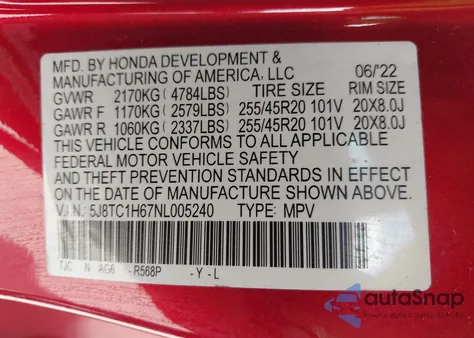 MFD. BY HONDA DEVELOPMENT & 
MANUFACTURING OF AMERICA, LLC 06/'22
GVWR 2170KG (4784LBS) TIRE SIZE RIM SIZE
GAWR F 1170KG (2579LBS) 255/45R20 101V 20X8.0J
GAWR R 1060KG (2337LBS) 255/45R20 101V 20X8.0J
THIS VEHICLE CONFORMS TO ALL APPLICABLE
FEDERAL MOTOR VEHICLE SAFETY
AND THEFT PREVENTION STANDARDS IN EFFECT
ON THE DATE OF MANUFACTURE SHOWN ABOVE.
V.I.N.: 5J8TC1H67NL005240 TYPE: MPV
TJC N AG6 -R568P -Y-L
autoSnap